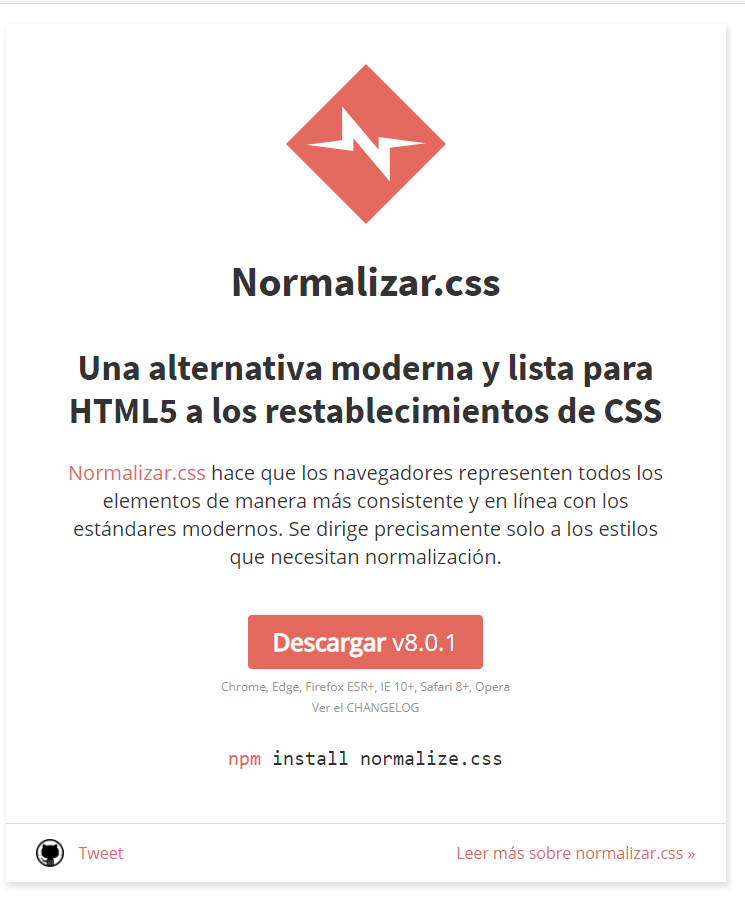 Normalizar.css
Una alternativa moderna y lista para
HTML5 a los restablecimientos de CSS
Normalizar.css hace que los navegadores representen todos los
elementos de manera más consistente y en línea con los
estándares modernos. Se dirige precisamente solo a los estilos
que necesitan normalización.
Descargar v8.0.1
Chrome, Edge, Firefox ESR+, IE 10+, Safari 8+, Opera
Ver el CHANGELOG
npm install normalize.css
Tweet
Leer más sobre normalizar.css »